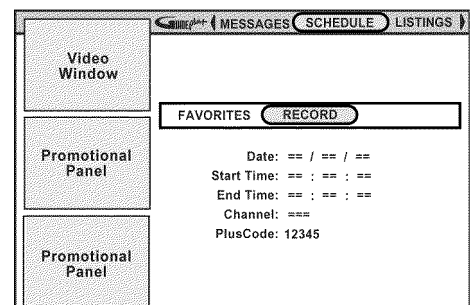 MESSAGES SCHEDULE LISTINGS
Video
Window
FAVORITES RECORD
Promotional
Panel
Date: == / == / ==
Start Time: == : == : ==
End Time: == : == : ==
Channel: ===
PlusCode: 12345
Promotional
Panel